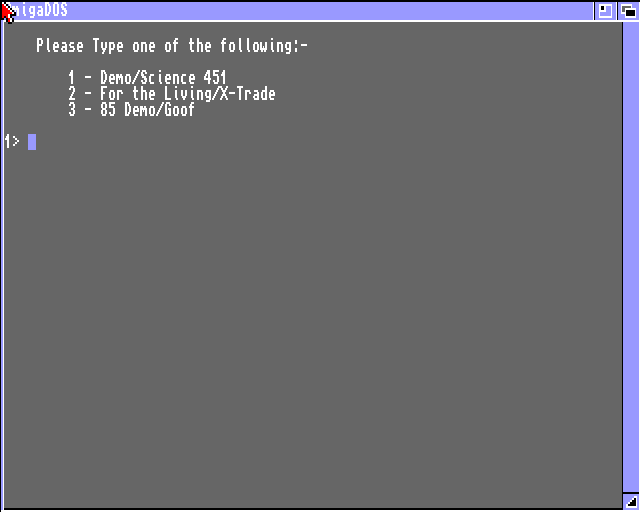 migaDOS
Please Type one of the following:-
1 - Demo/Science 451
2 - For the Living/X-Trade
3 - 85 Demo/Goof
1>